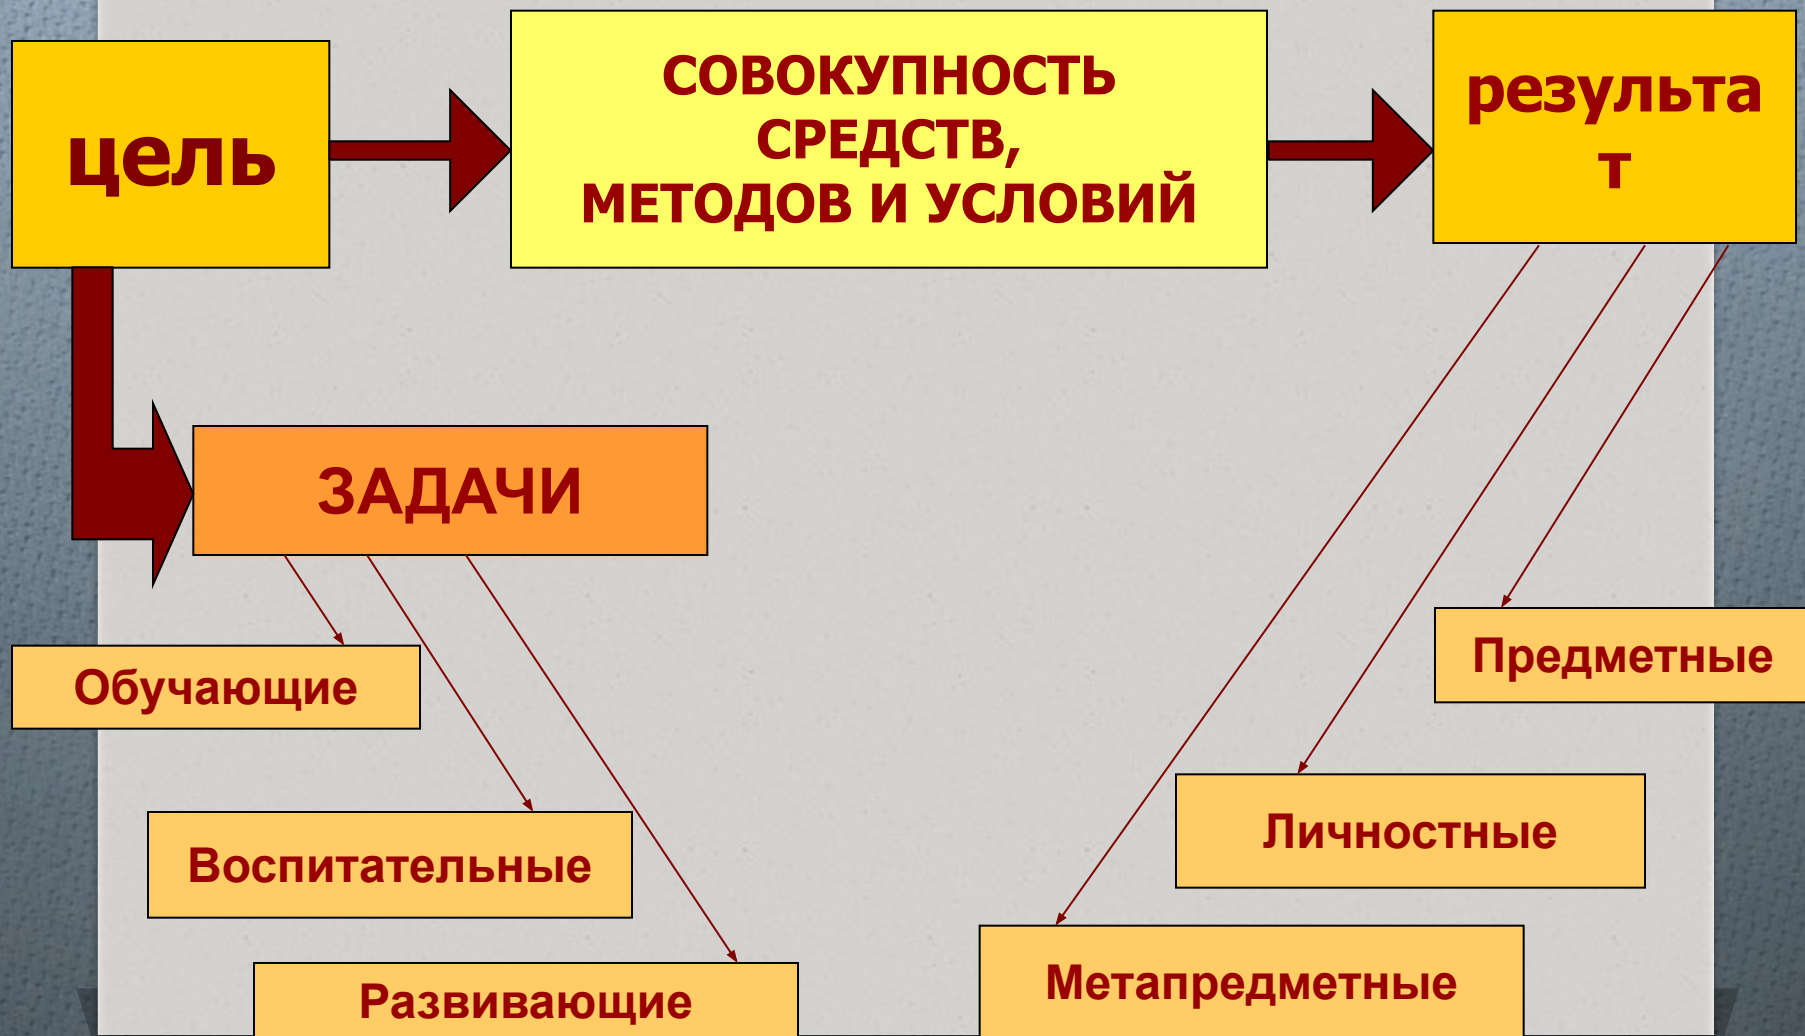 цель
СОВОКУПНОСТЬ
СРЕДСТВ,
МЕТОДОВ И УСЛОВИЙ
результа
т
ЗАДАЧИ
Обучающие
Воспитательные
Развивающие
Предметные
Личностные
Метапредметные